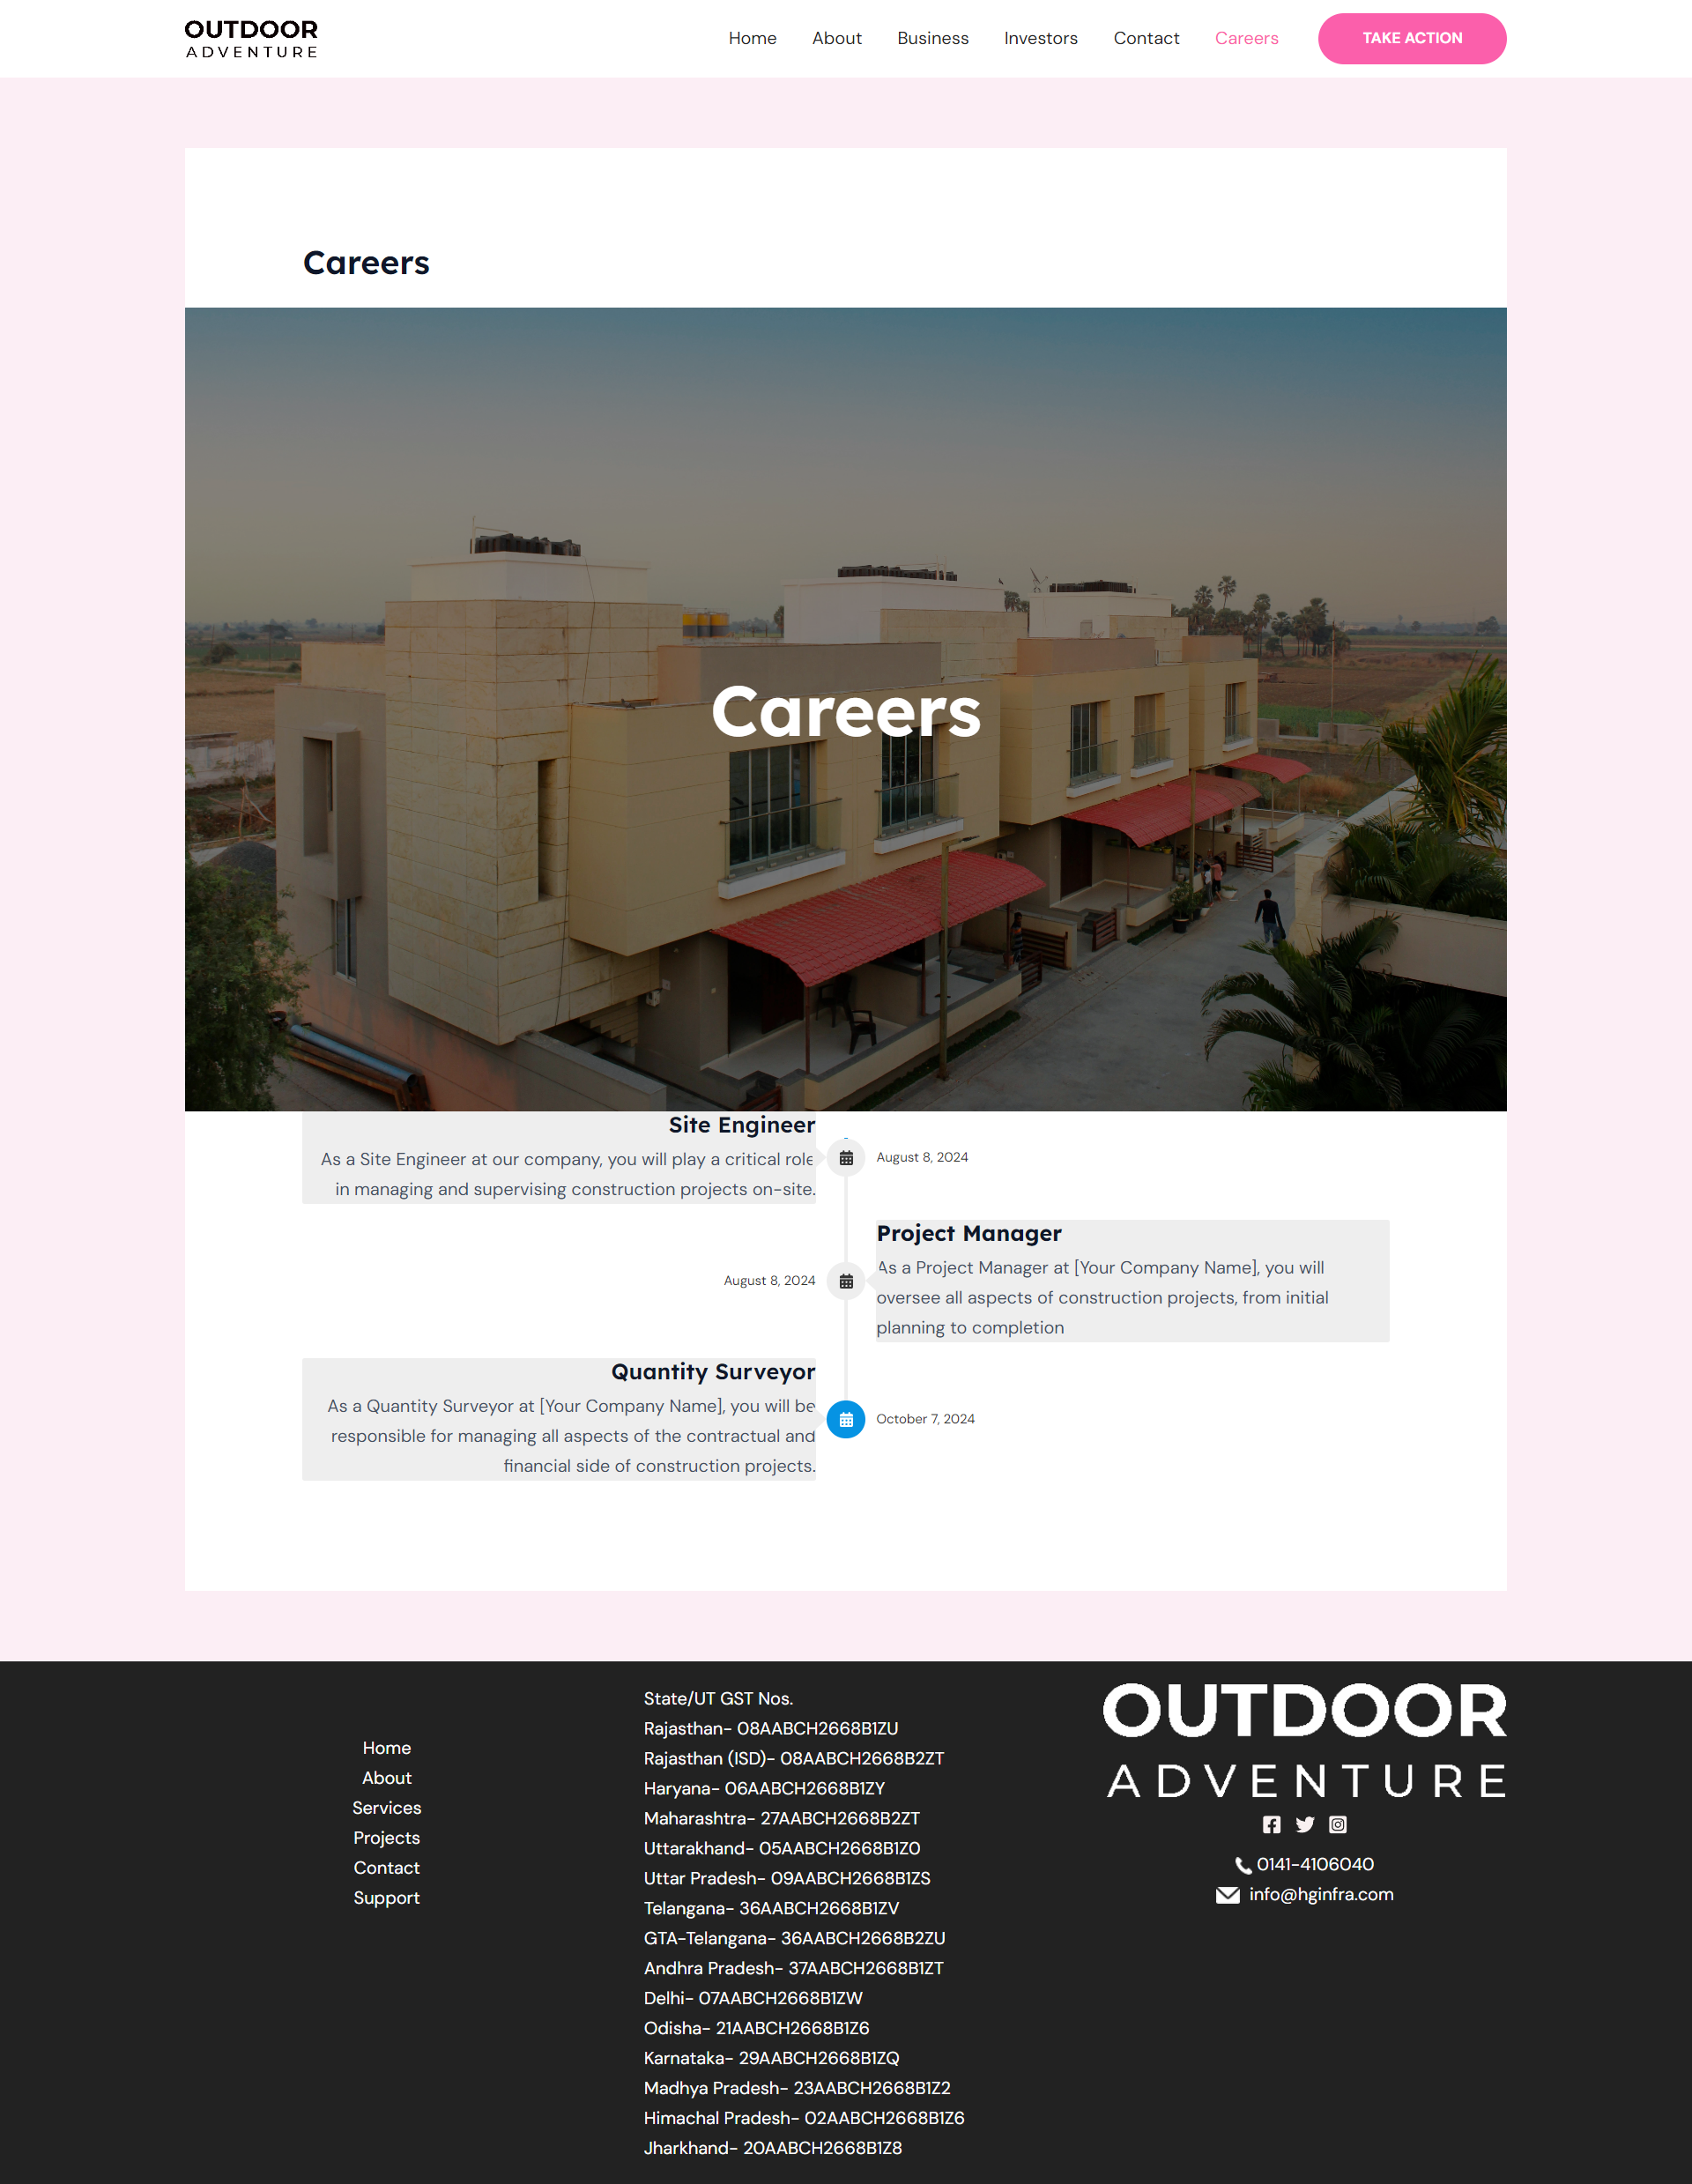 OUTDOOR
ADVENTURE
Home About Business Investors Contact Careers TAKE ACTION
Careers
Careers
Site Engineer
As a Site Engineer at our company, you will play a critical role
in managing and supervising construction projects on-site.
August 8, 2024
Project Manager
As a Project Manager at [Your Company Name], you will
oversee all aspects of construction projects, from initial
planning to completion
August 8, 2024
Quantity Surveyor
As a Quantity Surveyor at [Your Company Name], you will be
responsible for managing all aspects of the contractual and
financial side of construction projects.
October 7, 2024
Home
About
Services
Projects
Contact
Support
State/UT GST Nos.
Rajasthan- 08AABCH2668B1ZU
Rajasthan (ISD)- 08AABCH2668B2ZT
Haryana- 06AABCH2668B1ZY
Maharashtra- 27AABCH2668B2ZT
Uttarakhand- 05AABCH2668B1Z0
Uttar Pradesh- 09AABCH2668B1ZS
Telangana- 36AABCH2668B1ZV
GTA-Telangana- 36AABCH2668B2ZU
Andhra Pradesh- 37AABCH2668B1ZT
Delhi- 07AABCH2668B1ZW
Odisha- 21AABCH2668B1Z6
Karnataka- 29AABCH2668B1ZQ
Madhya Pradesh- 23AABCH2668B1Z2
Himachal Pradesh- 02AABCH2668B1Z6
Jharkhand- 20AABCH2668B1Z8
OUTDOOR
ADVENTURE
0141-4106040
info@hginfra.com